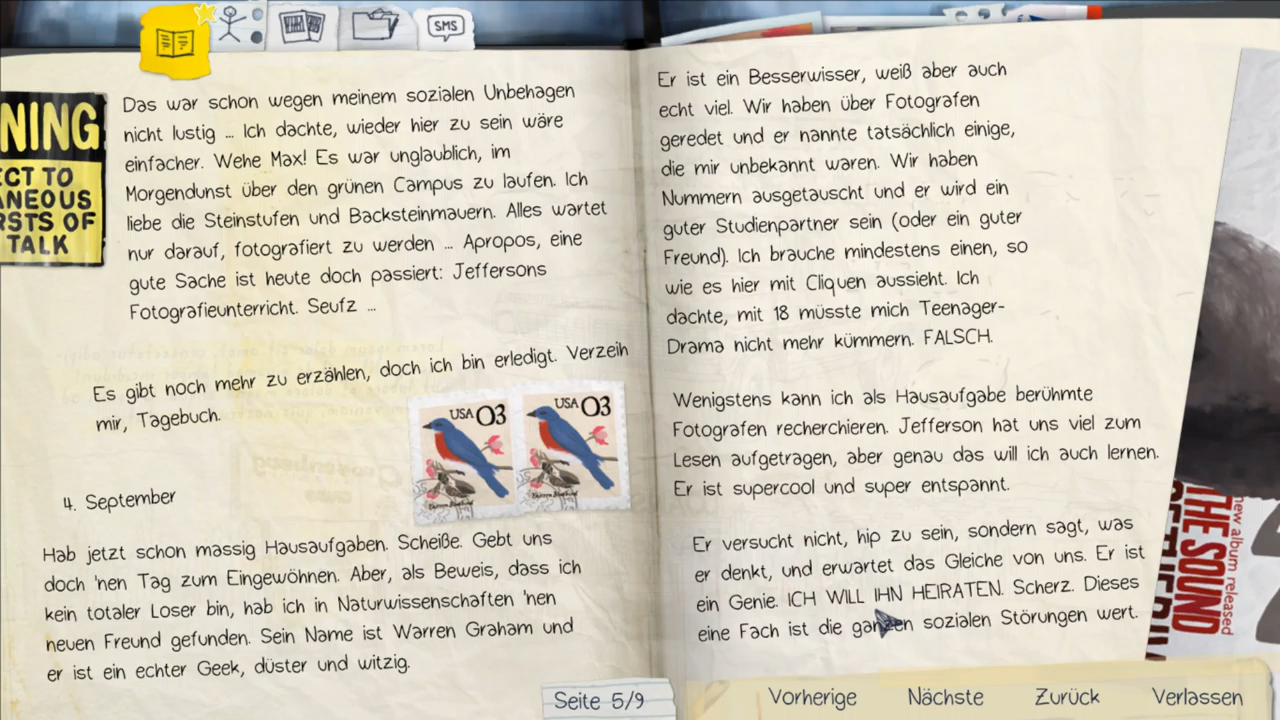 SMS
NING
ECT TO
ANEOUS
RSTS OF
TALK
Das war schon wegen meinem sozialen Unbehagen
nicht lustig ... Ich dachte, wieder hier zu sein wäre
einfacher. Wehe Max! Es war unglaublich, im
Morgendunst über den grünen Campus zu laufen. Ich
liebe die Steinstufen und Backsteinmauern. Alles wartet
nur darauf, fotografiert zu werden ... Apropos, eine
gute Sache ist heute doch passiert: Jeffersons
Fotografieunterricht. Seufz ...
Es gibt noch mehr zu erzählen, doch ich bin erledigt. Verzeih
mir, Tagebuch.
USA 03
USA 03
4. September
Hab jetzt schon massig Hausaufgaben. Scheiße. Gebt uns
doch 'nen Tag zum Eingewöhnen. Aber, als Beweis, dass ich
kein totaler Loser bin, hab ich in Naturwissenschaften 'nen
neuen Freund gefunden. Sein Name ist Warren Graham und
er ist ein echter Geek, düster und witzig.
Er ist ein Besserwisser, weiß aber auch
echt viel. Wir haben über Fotografen
geredet und er nannte tatsächlich einige,
die mir unbekannt waren. Wir haben
Nummern ausgetauscht und er wird ein
guter Studienpartner sein (oder ein guter
Freund). Ich brauche mindestens einen, so
wie es hier mit Cliquen aussieht. Ich
dachte, mit 18 müsste mich Teenager-
Drama nicht mehr kümmern. FALSCH.
Wenigstens kann ich als Hausaufgabe berühmte
Fotografen recherchieren. Jefferson hat uns viel zum
Lesen aufgetragen, aber genau das will ich auch lernen.
Er ist supercool und super entspannt.
Er versucht nicht, hip zu sein, sondern sagt, was
er denkt, und erwartet das Gleiche von uns. Er ist
ein Genie. ICH WILL IHN HEIRATEN. Scherz. Dieses
eine Fach ist die ganzen sozialen Störungen wert.
new album released
THE SOUND
Seite 5/9
Vorherige
Nächste
Zurück
Verlassen